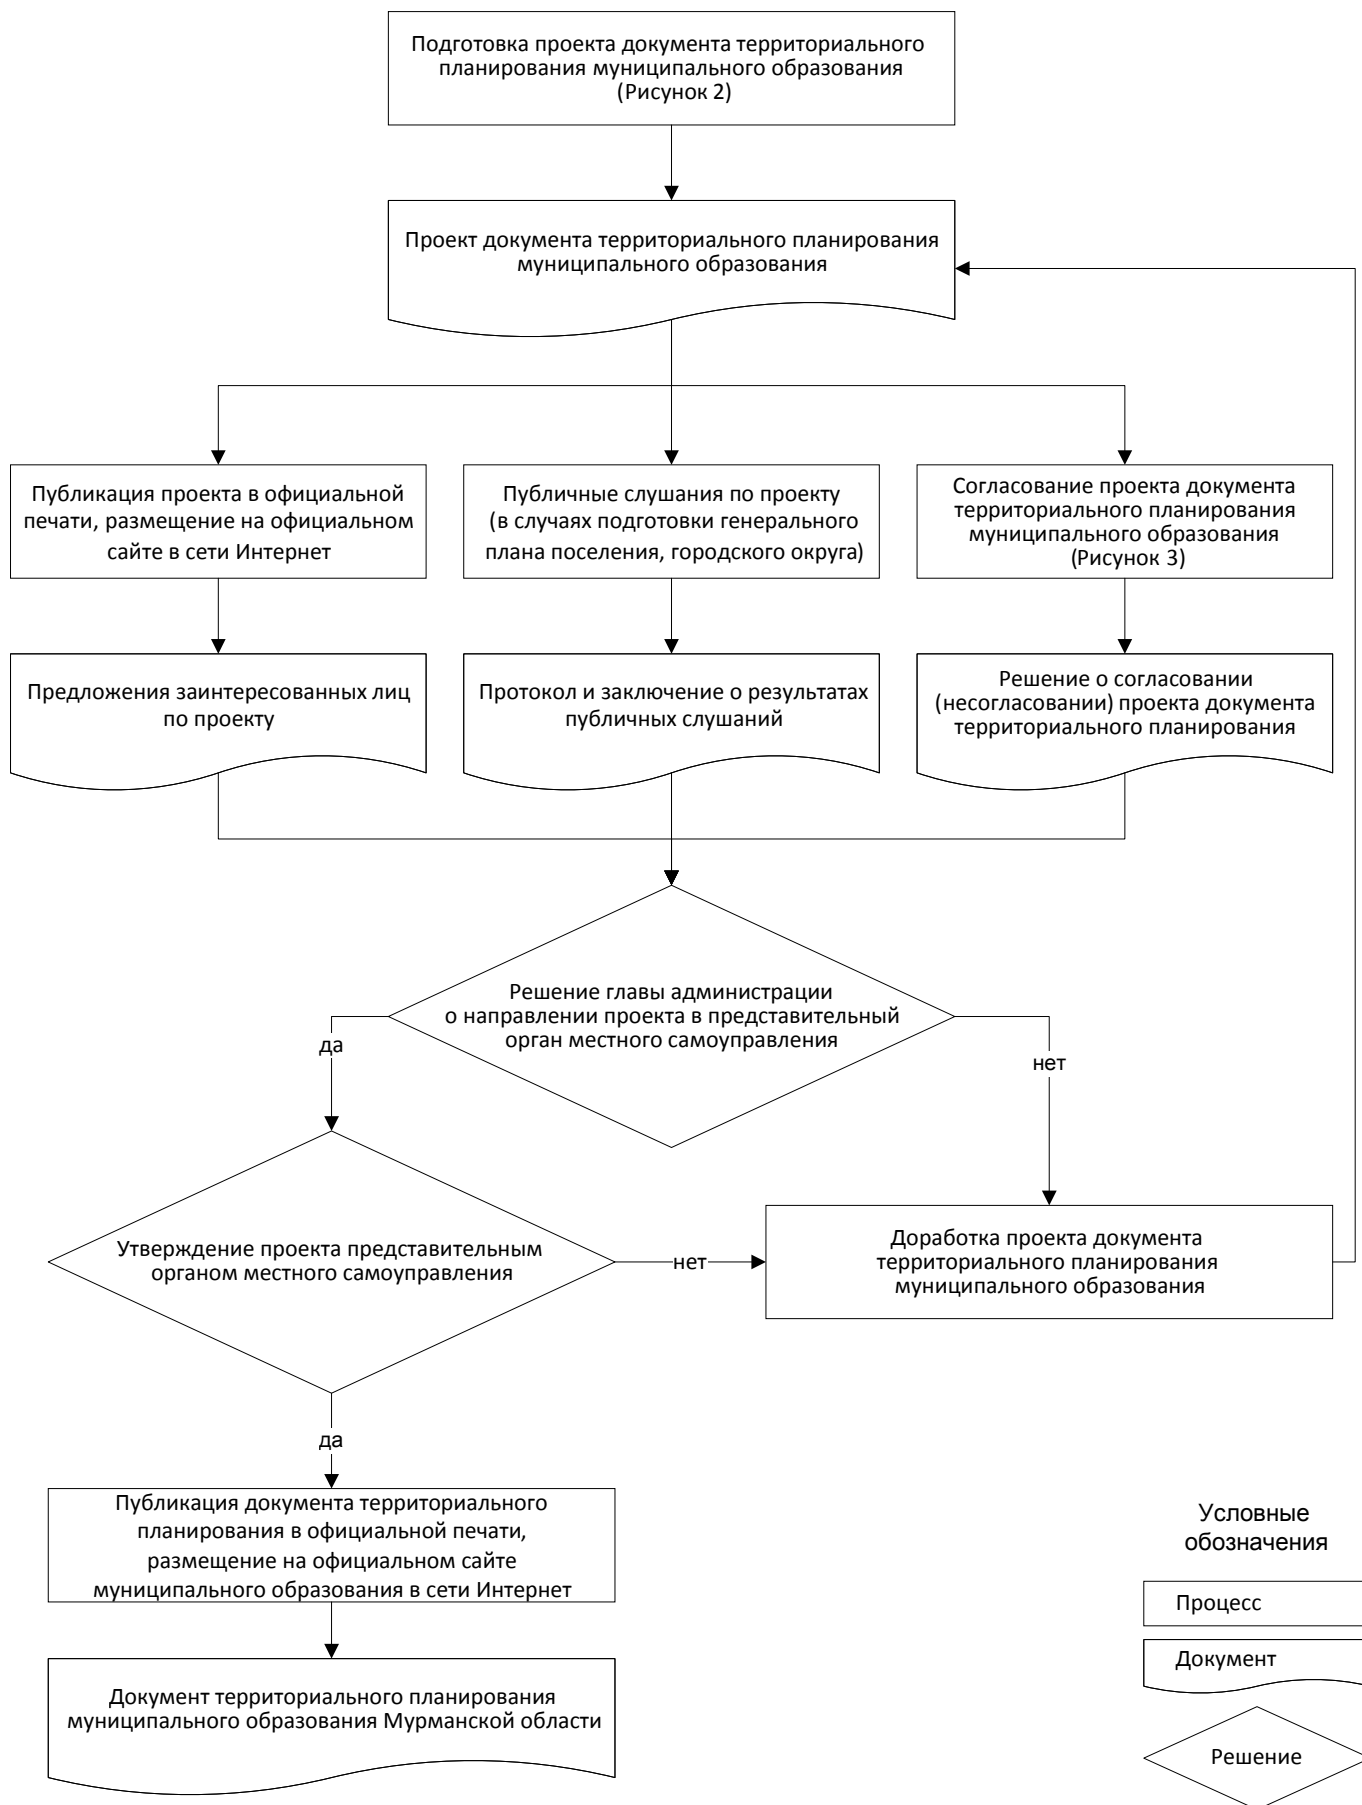 Подготовка проекта документа территориального
планирования муниципального образования
(Рисунок 2)
Проект документа территориального планирования
муниципального образования
Публикация проекта в официальной
печати, размещение на официальном
сайте в сети Интернет
Публичные слушания по проекту
(в случаях подготовки генерального
плана поселения, городского округа)
Согласование проекта документа
территориального планирования
муниципального образования
(Рисунок 3)
Предложения заинтересованных лиц
по проекту
Протокол и заключение о результатах
публичных слушаний
Решение о согласовании
(несогласовании) проекта документа
территориального планирования
Решение главы администрации
о направлении проекта в представительный
орган местного самоуправления
да
нет
Утверждение проекта представительным
органом местного самоуправления
нет
Доработка проекта документа
территориального планирования
муниципального образования
да
Публикация документа территориального
планирования в официальной печати,
размещение на официальном сайте
муниципального образования в сети Интернет
Документ территориального планирования
муниципального образования Мурманской области
Условные
обозначения
Процесс
Документ
Решение